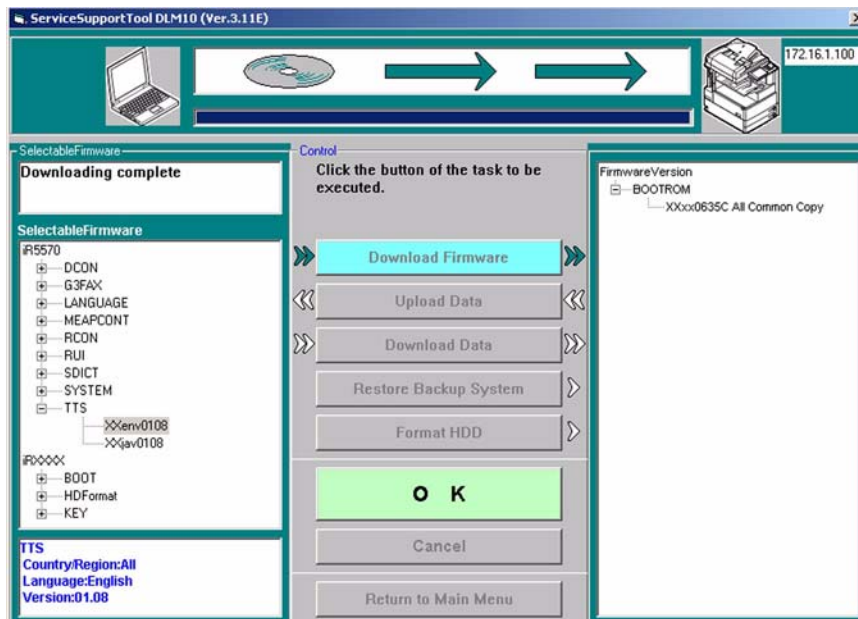 ServiceSupportTool DLM10 (Ver.3.11E)
172.16.1.100
SelectableFirmware
Downloading complete
SelectableFirmware
iR5570
DCON
G3FAX
LANGUAGE
MEAPCONT
RCON
RUI
SDICT
SYSTEM
TTS
XXenv0108
XXjav0108
iRXXXX
BOOT
HDFormat
KEY
TTS
Country/Region:All
Language:English
Version:01.08
Control
Click the button of the task to be
executed.
Download Firmware
Upload Data
Download Data
Restore Backup System
Format HDD
O K
Cancel
Return to Main Menu
FirmwareVersion
BOOTROM
XXxx0635C All Common Copy